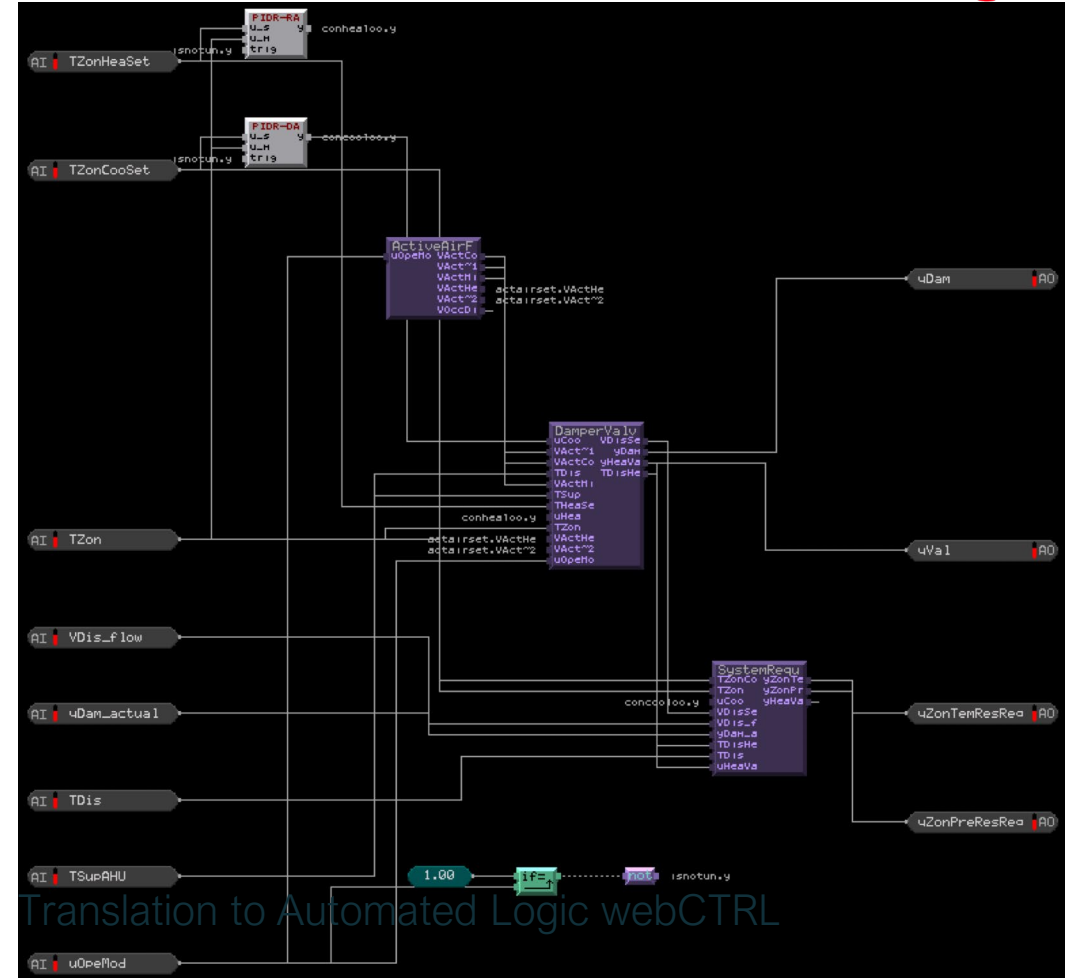 PIDR-RA
u_s y conhealoo.y
u_m
isnotun.y trig
AI TZonHeaSet
PIDR-DA
u_s y concooloo.y
u_m
isnotun.y trig
AI TZonCooSet
ActiveAirF
uOpeMo VActCo
VAct~1
VActMi
VActHe actairset.VActHe
VAct~2 actairset.VAct~2
VOccDi
uDam AO
DamperValv
uCoo VDisSe
VAct~1 yDam
VActCo yHeaVa
TDis TDisHe
VActMi
TSup
THeaSe
conhealoo.y uHea
TZon
AI TZon
actairset.VActHe VActHe
actairset.VAct~2 VAct~2
uOpeMo
uVal AO
AI VDis_flow
SystemRequ
TZonCo yZonTe
TZon yZonPr
concooloo.y uCoo yHeaVa
VDisSe
VDis_f
yDam_a
TDisHe
TDis
uHeaVa
AI uDam_actual
uZonTemResReq AO
AI TDis
uZonPreResReq AO
AI TSupAHU
1.00 if= not isnotun.y
Translation to Automated Logic webCTRL
AI uOpeMod